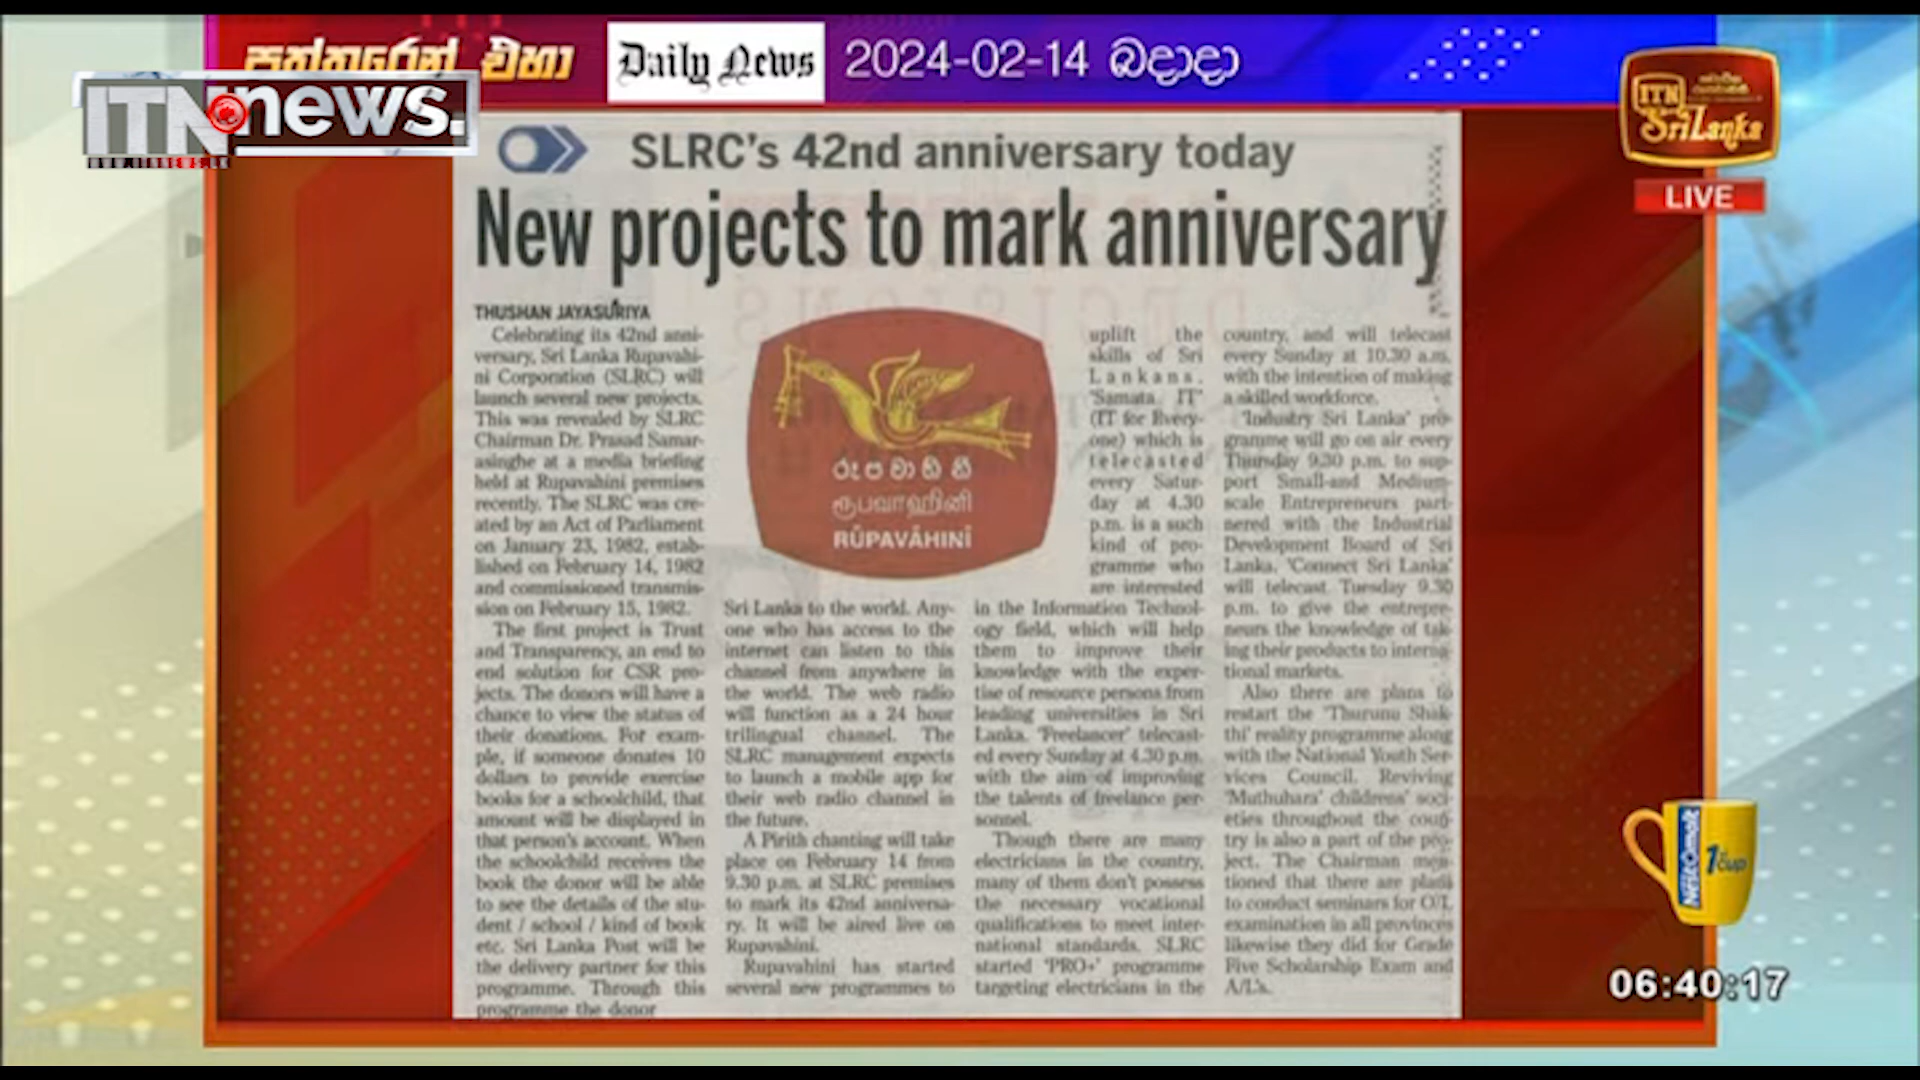 පත්තරෙන් එහා
Daily News
2024-02-14 බදාදා
ITN news.
WWW.ITNNEWS.LK
ITN
Sri Lanka
LIVE
SLRC's 42nd anniversary today
New projects to mark anniversary
THUSHAN JAYASURIYA
Celebrating its 42nd anni-
versary, Sri Lanka Rupavahi-
ni Corporation (SLRC) will
launch several new projects.
This was revealed by SLRC
Chairman Dr. Prasad Samar-
asinghe at a media briefing
held at Rupavahini premises
recently. The SLRC was cre-
ated by an Act of Parliament
on January 23, 1982, estab-
lished on February 14, 1982
and commissioned transmis-
sion on February 15, 1982.
The first project is Trust
and Transparency, an end to
end solution for CSR pro-
jects. The donors will have a
chance to view the status of
their donations. For exam-
ple, if someone donates 10
dollars to provide exercise
books for a schoolchild, that
amount will be displayed in
that person's account. When
the schoolchild receives the
book the donor will be able
to see the details of the stu-
dent / school / kind of book
etc. Sri Lanka Post will be
the delivery partner for this
programme. Through this
programme the donor
රූපවාහිනී
ரூபவாஹினி
RŪPAVĀHINĪ
Sri Lanka to the world. Any-
one who has access to the
internet can listen to this
channel from anywhere in
the world. The web radio
will function as a 24 hour
trilingual channel. The
SLRC management expects
to launch a mobile app for
their web radio channel in
the future.
A Pirith chanting will take
place on February 14 from
9.30 p.m. at SLRC premises
to mark its 42nd anniversa-
ry. It will be aired live on
Rupavahini.
Rupavahini has started
several new programmes to
uplift the
skills of Sri
Lankans.
'Samata IT'
(IT for Every-
one) which is
telecasted
every Satur-
day at 4.30
p.m. is a such
kind of pro-
gramme who
are interested
in the Information Technol-
ogy field, which will help
them to improve their
knowledge with the exper-
tise of resource persons from
leading universities in Sri
Lanka. 'Freelancer' telecast-
ed every Sunday at 4.30 p.m.
with the aim of improving
the talents of freelance per-
sonnel.
Though there are many
electricians in the country,
many of them don't possess
the necessary vocational
qualifications to meet inter-
national standards. SLRC
started 'PRO+' programme
targeting electricians in the
country, and will telecast
every Sunday at 10.30 a.m.
with the intention of making
a skilled workforce.
'Industry Sri Lanka' pro-
gramme will go on air every
Thursday 9.30 p.m. to sup-
port Small-and Medium-
scale Entrepreneurs part-
nered with the Industrial
Development Board of Sri
Lanka. 'Connect Sri Lanka'
will telecast Tuesday 9.30
p.m. to give the entrepre-
neurs the knowledge of tak-
ing their products to interna-
tional markets.
Also there are plans to
restart the 'Thurunu Shak-
thi' reality programme along
with the National Youth Ser-
vices Council. Reviving
'Muthuhara' childrens' soci-
eties throughout the coun-
try is also a part of the pro-
ject. The Chairman men-
tioned that there are plans
to conduct seminars for O/L
examination in all provinces
likewise they did for Grade
Five Scholarship Exam and
A/L's.
Nestomalt
1st cup
06:40:17